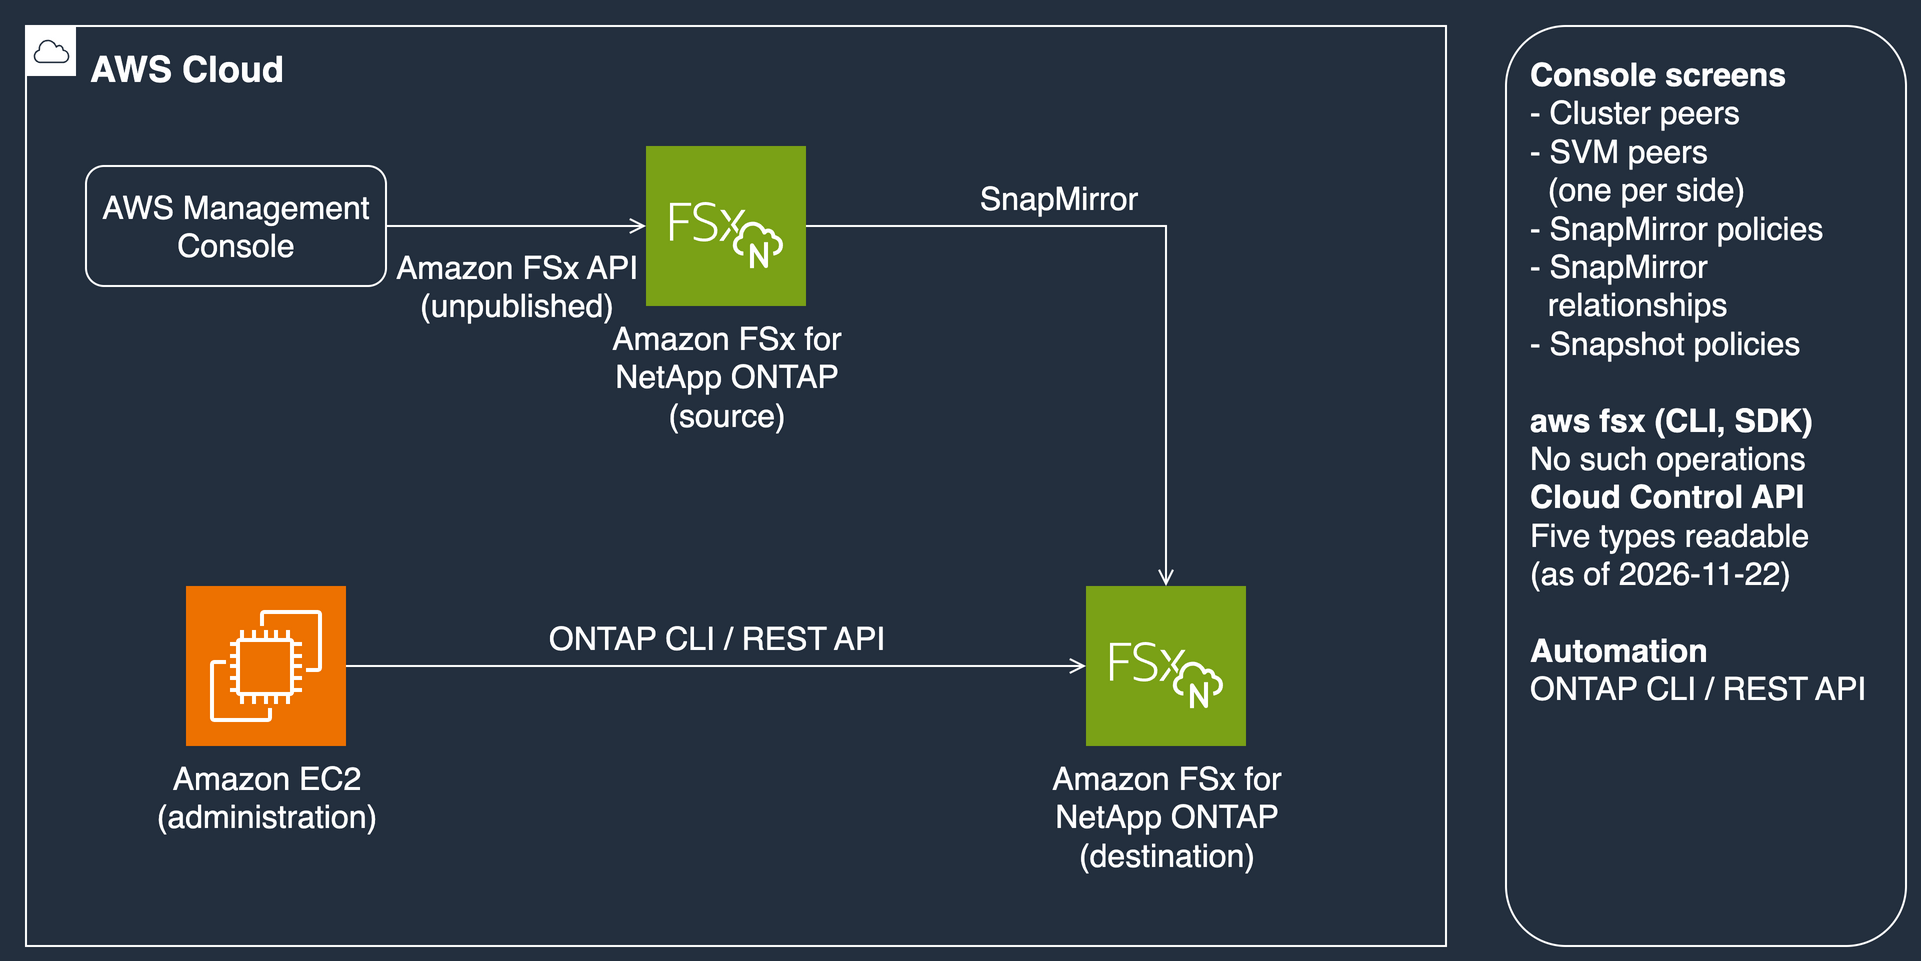 AWS Cloud
AWS Management
Console
Amazon FSx API
(unpublished)
FSx
N
Amazon FSx for
NetApp ONTAP
(source)
SnapMirror
Amazon EC2
(administration)
ONTAP CLI / REST API
FSx
N
Amazon FSx for
NetApp ONTAP
(destination)
Console screens
- Cluster peers
- SVM peers
(one per side)
- SnapMirror policies
- SnapMirror
relationships
- Snapshot policies
aws fsx (CLI, SDK)
No such operations
Cloud Control API
Five types readable
(as of 2026-11-22)
Automation
ONTAP CLI / REST API